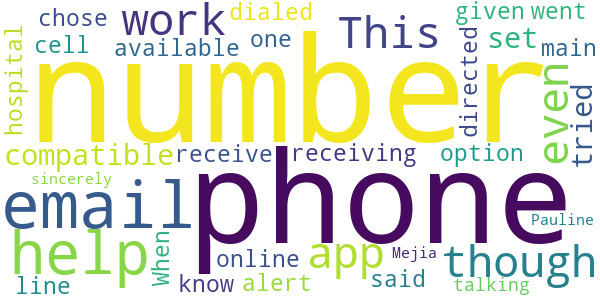 chose work dialed given went
cell available one This set main
hospital number directed even tried
compatible receive receiving option
email phone
sincerely Pauline
help When online app Mejia though
line know alert said talking